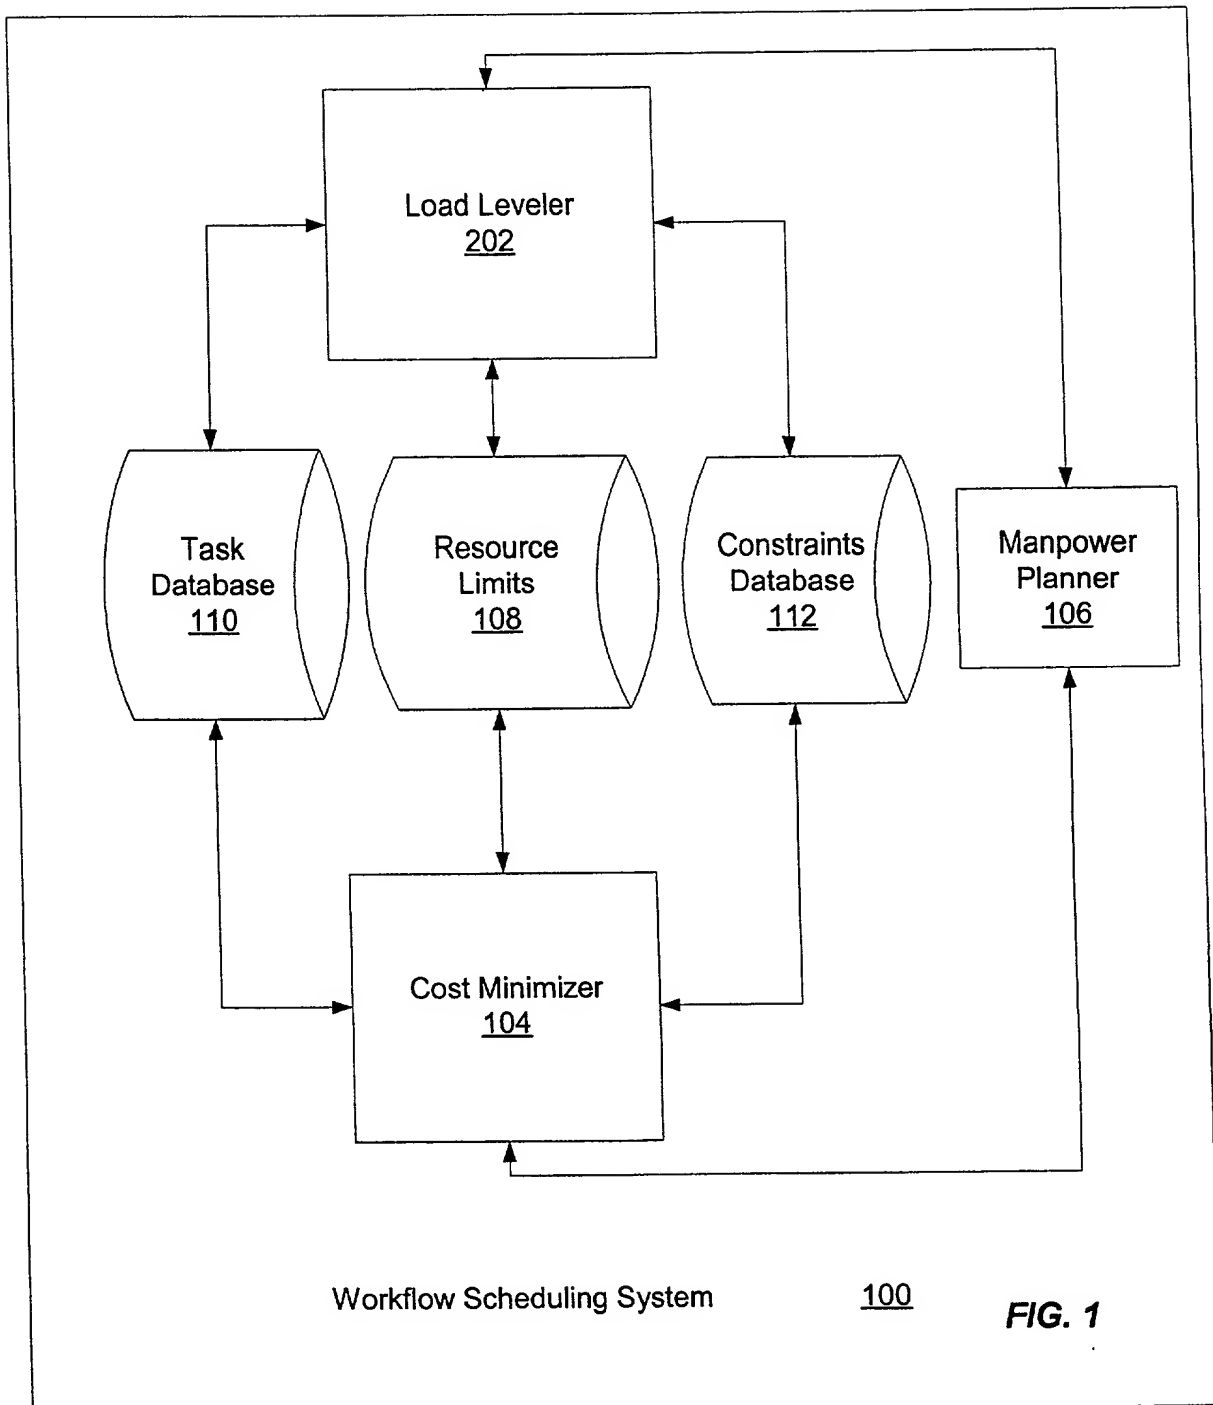 Load Leveler
202
Task
Database
110
Resource
Limits
108
Constraints
Database
112
Manpower
Planner
106
Cost Minimizer
104
Workflow Scheduling System 100
FIG. 1